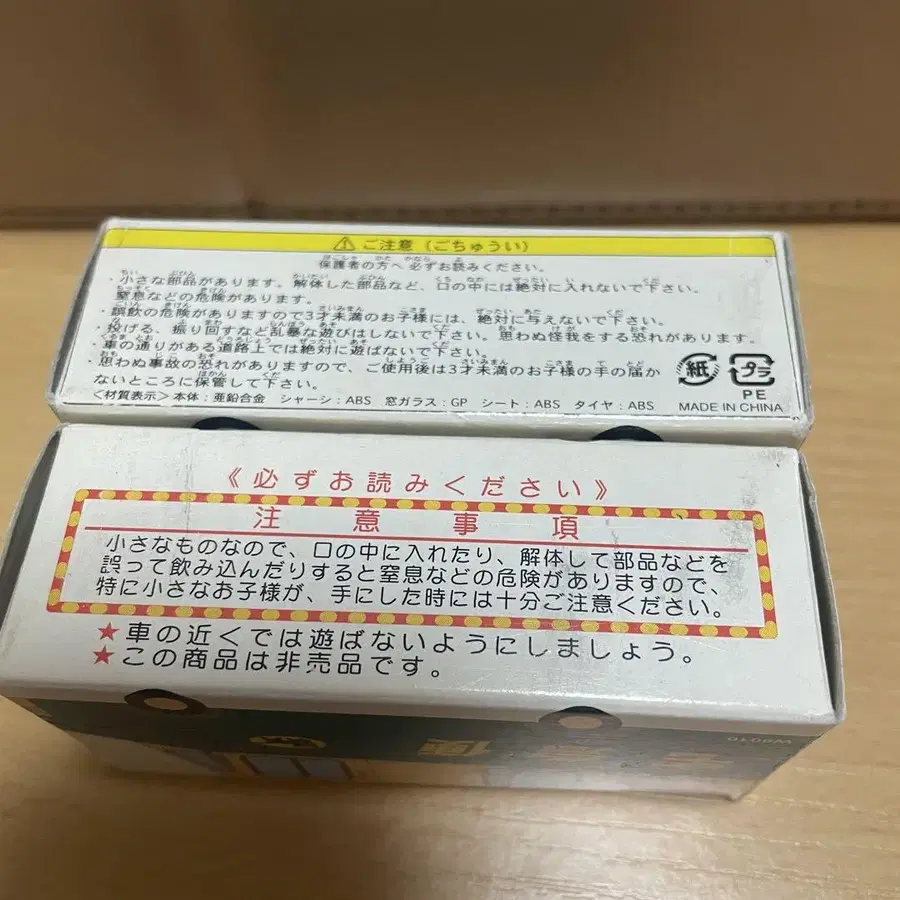 ⚠ ご注意（ごちゅうい）
保護者の方へ必ずお読みください。
・小さな部品があります。解体した部品など、口の中には絶対に入れないで下さい。
窒息などの危険があります。
・誤飲の危険がありますので3才未満のお子様には、絶対に与えないで下さい。
・投げる、振り回すなど乱暴な遊びはしないで下さい。思わぬ怪我をする恐れがあります。
・車の通りがある道路上では絶対に遊ばないで下さい。
・思わぬ事故の恐れがありますので、ご使用後は3才未満のお子様の手の届か
ないところに保管して下さい。
紙 プラ
PE
<材質表示> 本体：亜鉛合金 シャーシ：ABS 窓ガラス：GP シート：ABS タイヤ：ABS MADE IN CHINA
《必ずお読みください》
注意事項
小さなものなので、口の中に入れたり、解体して部品などを
誤って飲み込んだりすると窒息などの危険がありますので、
特に小さなお子様が、手にした時には十分ご注意ください。
★車の近くでは遊ばないようにしましょう。
★この商品は非売品です。